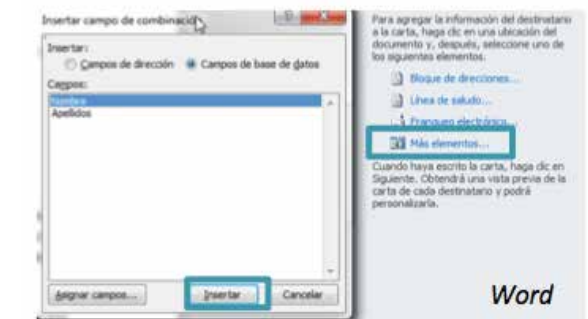 Insertar campo de combinación
Insertar:
Campos de dirección Campos de base de datos
Campos:
Nombre
Apellidos
Asignar campos... Insertar Cancelar
Para agregar la información del destinatario
a la carta, haga clic en una ubicación del
documento y, después, seleccione uno de
los siguientes elementos.
Bloque de direcciones...
Línea de saludo...
Franqueo electrónico...
Más elementos...
Cuando haya escrito la carta, haga clic en
Siguiente. Obtendrá una vista previa de la
carta de cada destinatario y podrá
personalizarla.
Word